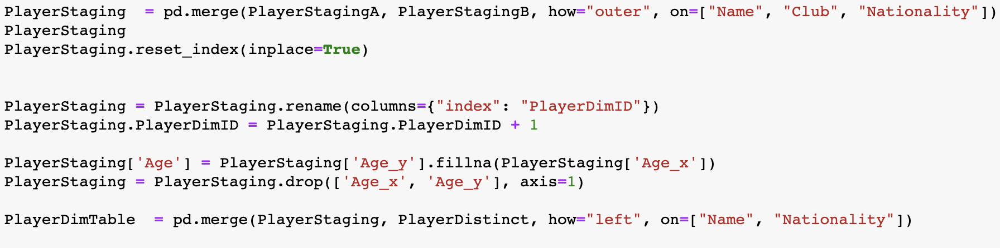 PlayerStaging  = pd.merge(PlayerStagingA, PlayerStagingB, how="outer", on=["Name", "Club", "Nationality"])
PlayerStaging
PlayerStaging.reset_index(inplace=True)
PlayerStaging = PlayerStaging.rename(columns={"index": "PlayerDimID"})
PlayerStaging.PlayerDimID = PlayerStaging.PlayerDimID + 1
PlayerStaging['Age'] = PlayerStaging['Age_y'].fillna(PlayerStaging['Age_x'])
PlayerStaging = PlayerStaging.drop(['Age_x', 'Age_y'], axis=1)
PlayerDimTable  = pd.merge(PlayerStaging, PlayerDistinct, how="left", on=["Name", "Nationality"])